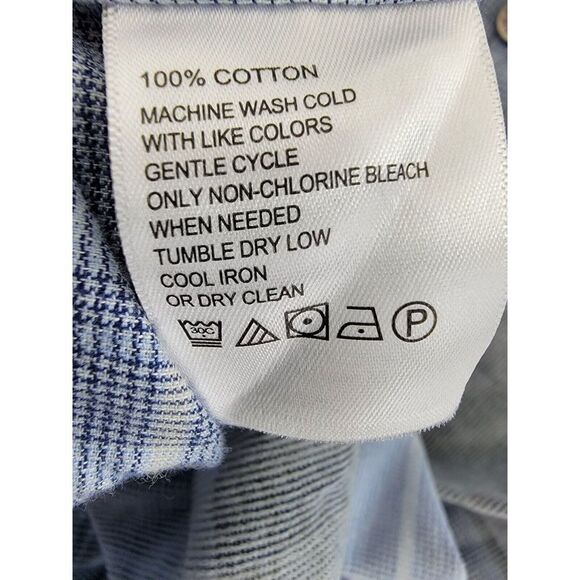 100% COTTON
MACHINE WASH COLD
WITH LIKE COLORS
GENTLE CYCLE
ONLY NON-CHLORINE BLEACH
WHEN NEEDED
TUMBLE DRY LOW
COOL IRON
OR DRY CLEAN
30C P